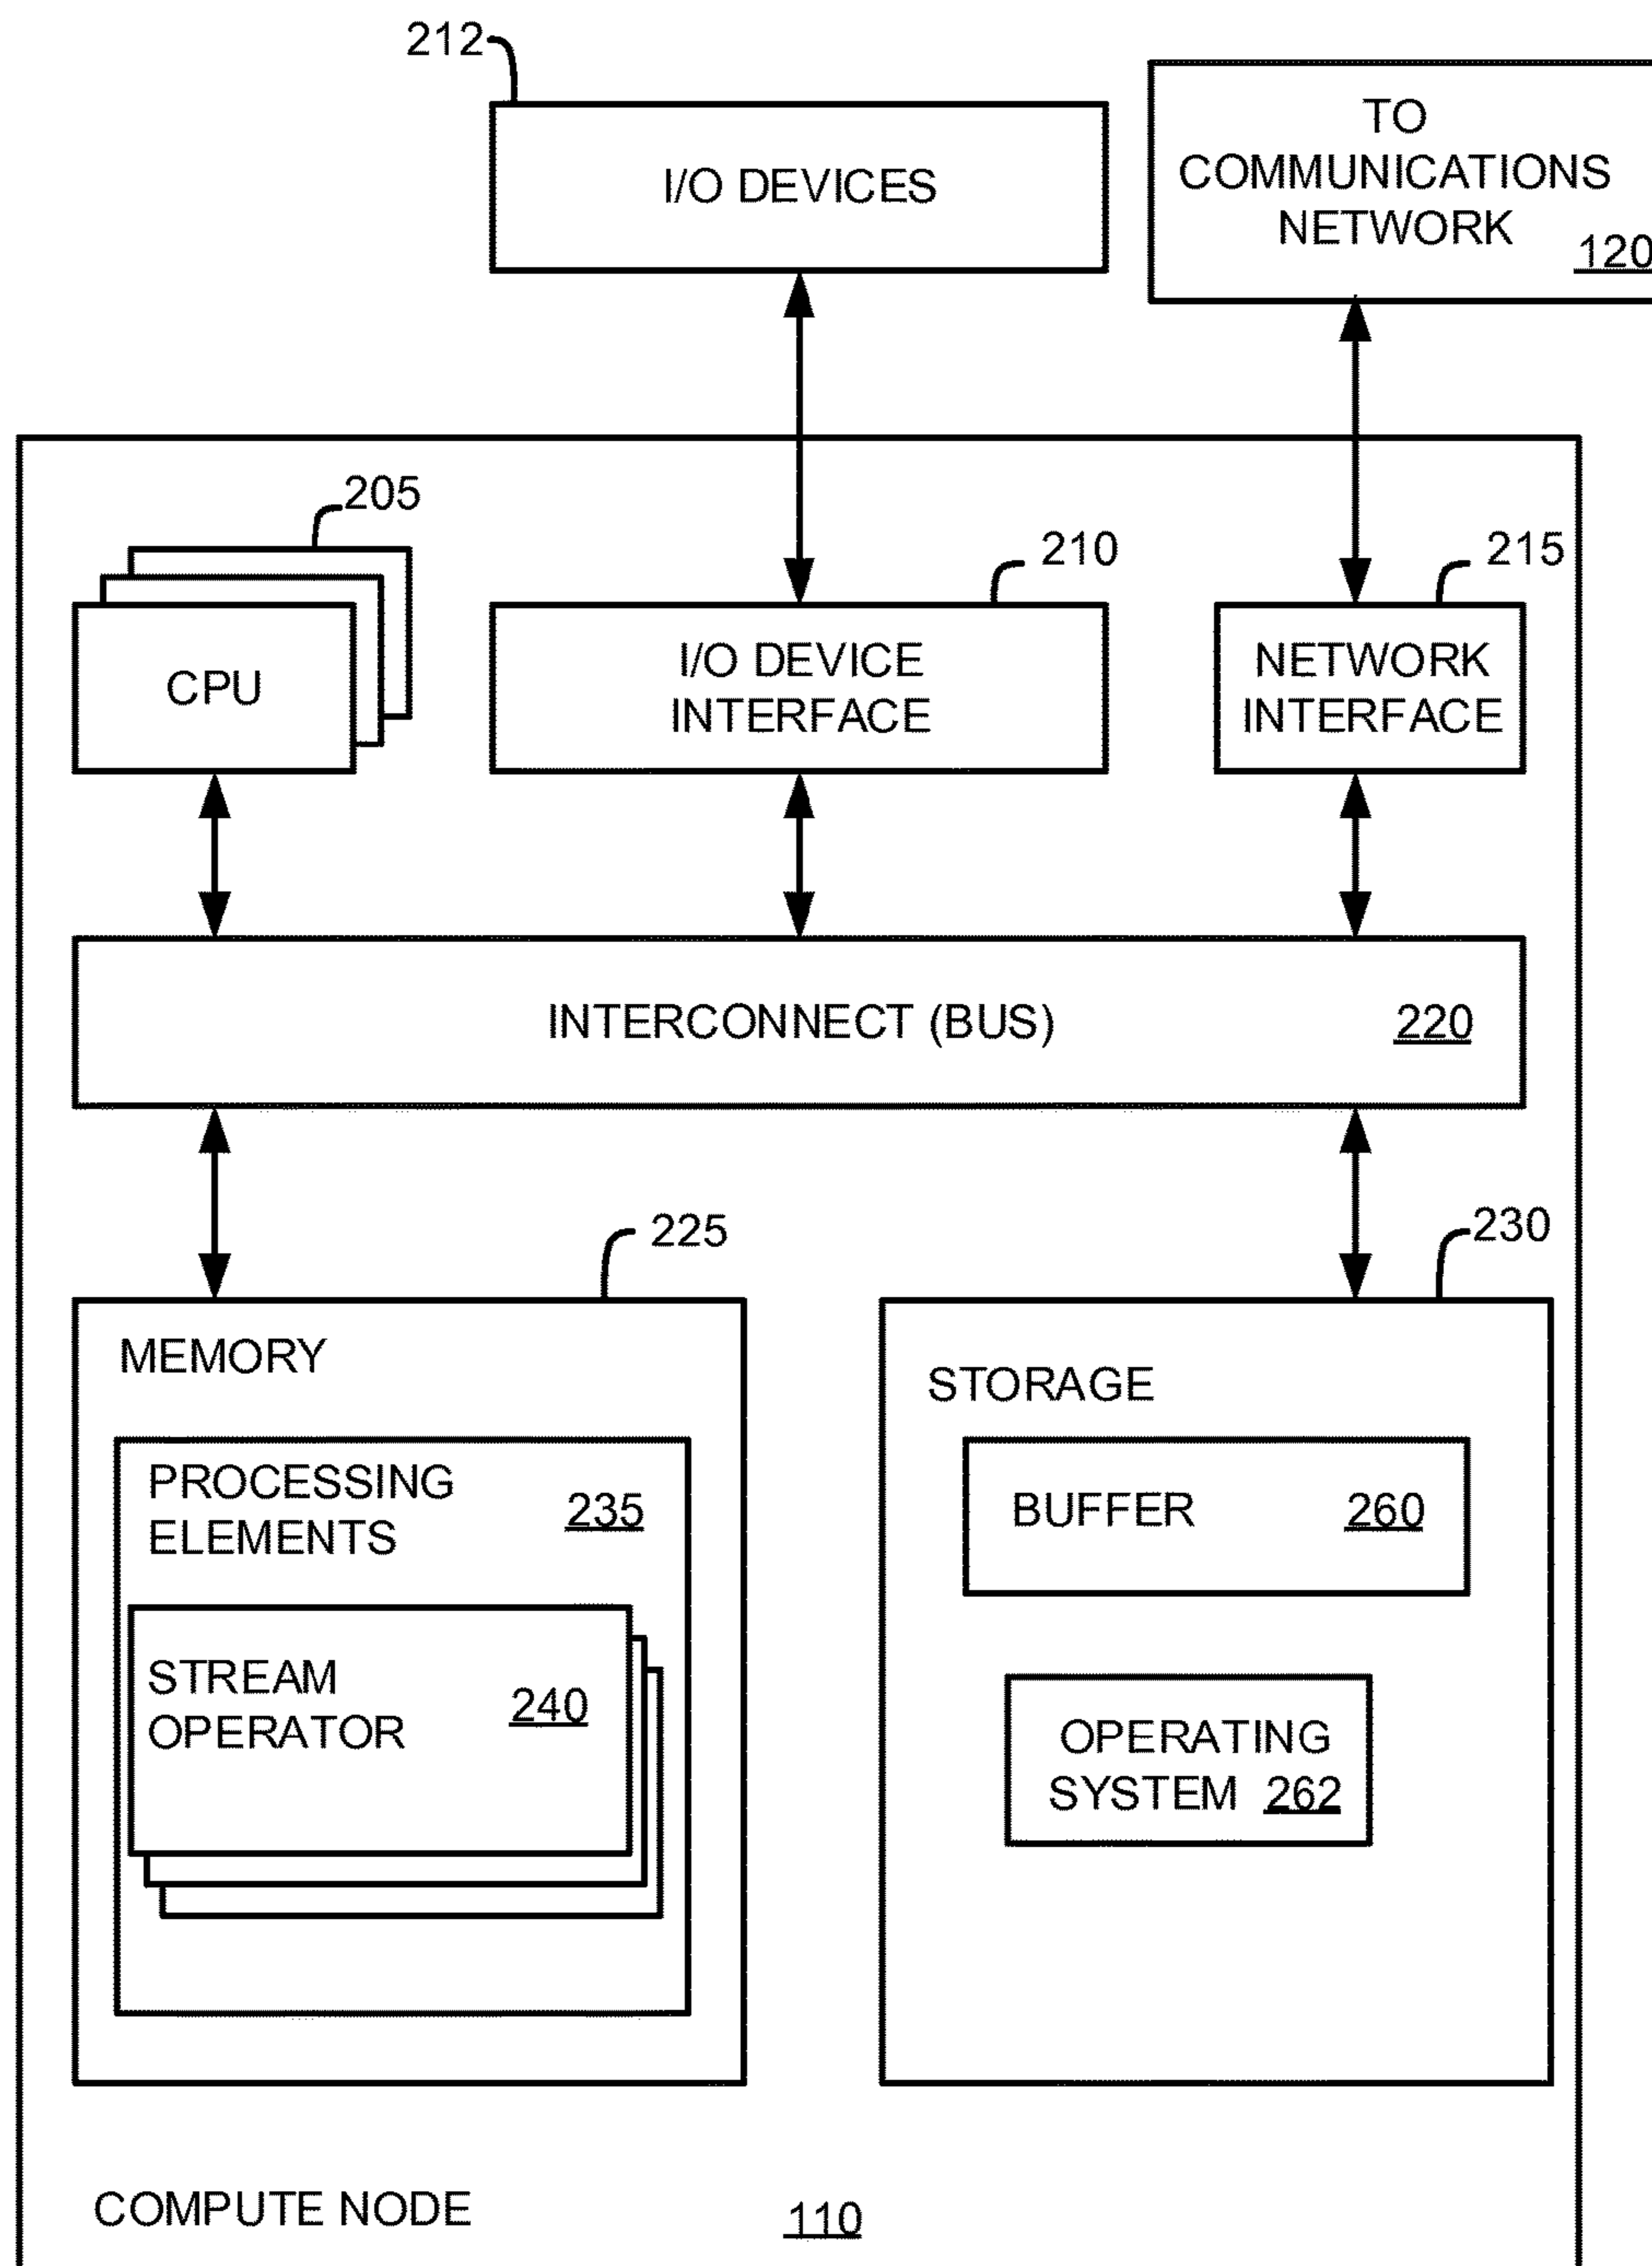 212
I/O DEVICES
TO
COMMUNICATIONS
NETWORK
120
205
210
215
CPU
I/O DEVICE
INTERFACE
NETWORK
INTERFACE
INTERCONNECT (BUS)
220
225
230
MEMORY
PROCESSING
ELEMENTS
235
STREAM
OPERATOR
240
STORAGE
BUFFER
260
OPERATING
SYSTEM 262
COMPUTE NODE
110